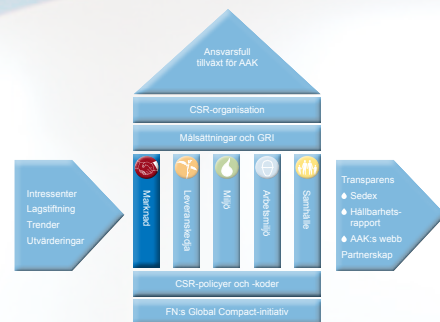 Ansvarsfull
tillväxt för AAK
CSR-organisation
Målsättningar och GRI
Intressenter
Lagstiftning
Trender
Utvärderingar
Marknad
Leveranskedja
Miljö
Arbetsmiljö
Samhälle
Transparens
Sedex
Hållbarhets-
rapport
AAK:s webb
Partnerskap
CSR-policyer och -koder
FN:s Global Compact-initiativ